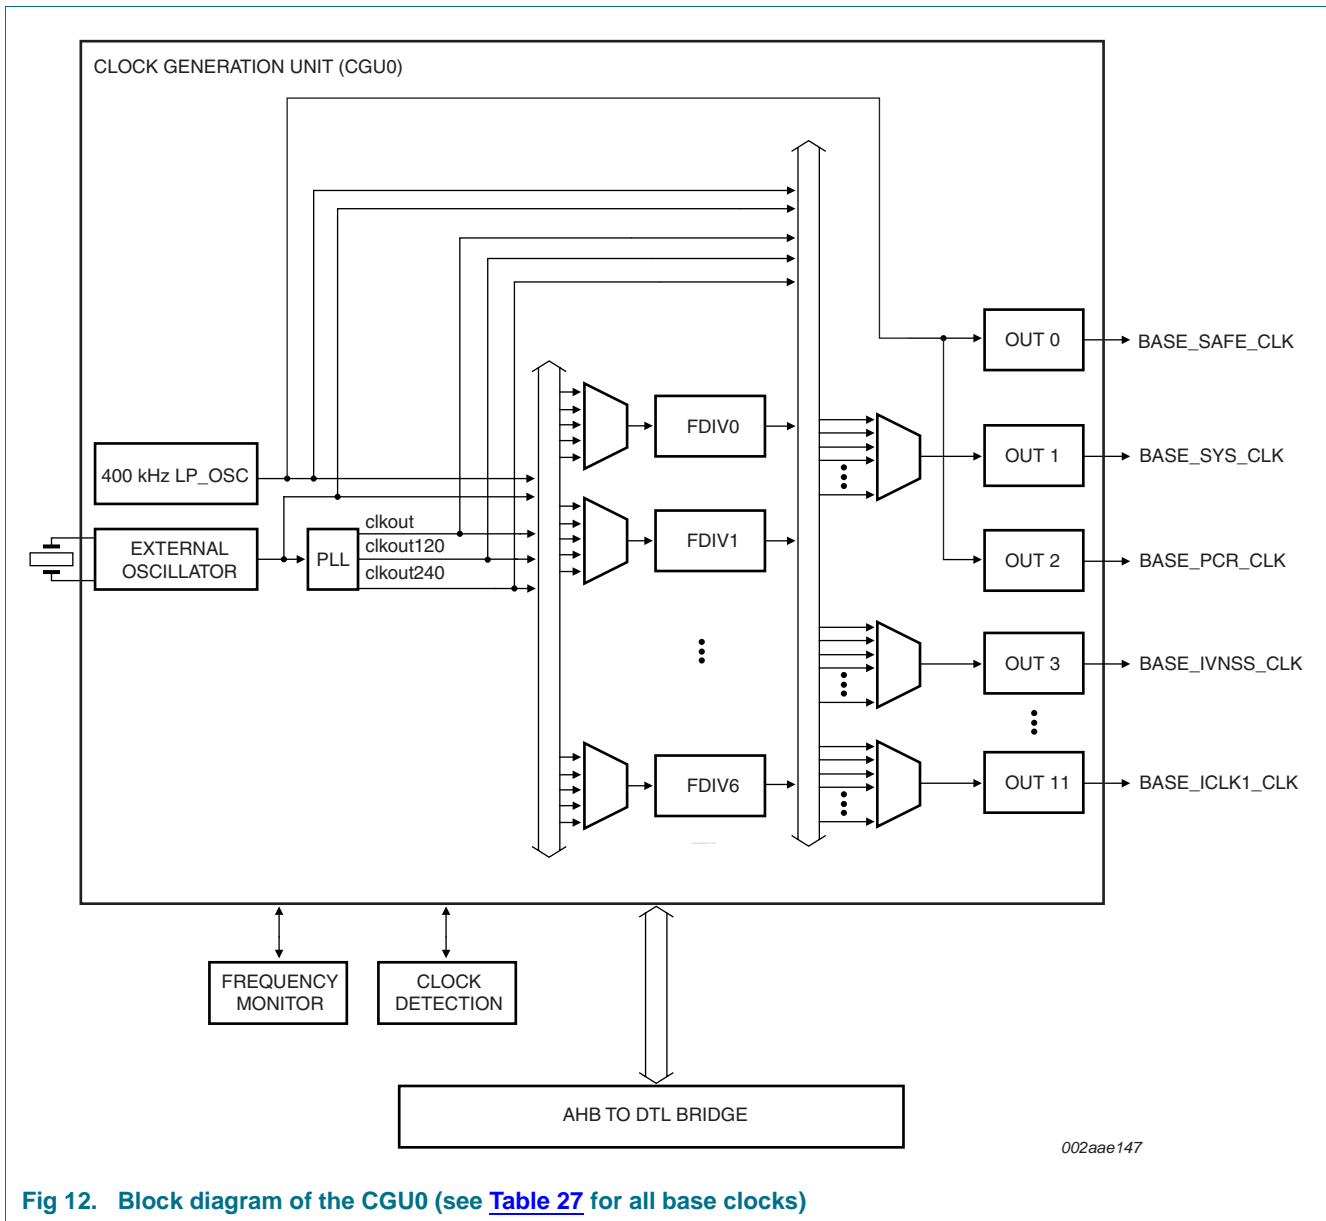 CLOCK GENERATION UNIT (CGU0)
400 kHz LP_OSC
EXTERNAL
OSCILLATOR
PLL
clkout
clkout120
clkout240
FDIV0
FDIV1
FDIV6
OUT 0
OUT 1
OUT 2
OUT 3
OUT 11
BASE_SAFE_CLK
BASE_SYS_CLK
BASE_PCR_CLK
BASE_IVNSS_CLK
BASE_ICLK1_CLK
FREQUENCY
MONITOR
CLOCK
DETECTION
AHB TO DTL BRIDGE
002aae147
Fig 12. Block diagram of the CGU0 (see Table 27 for all base clocks)